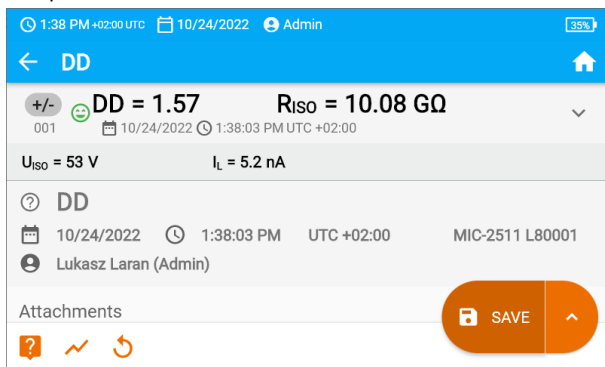 1:38 PM +02:00 UTC 10/24/2022 Admin 35%
DD
+/- DD = 1.57 RISO = 10.08 GΩ
001 10/24/2022 1:38:03 PM UTC +02:00
UISO = 53 V IL = 5.2 nA
DD
10/24/2022 1:38:03 PM UTC +02:00 MIC-2511 L80001
Lukasz Laran (Admin)
Attachments
SAVE